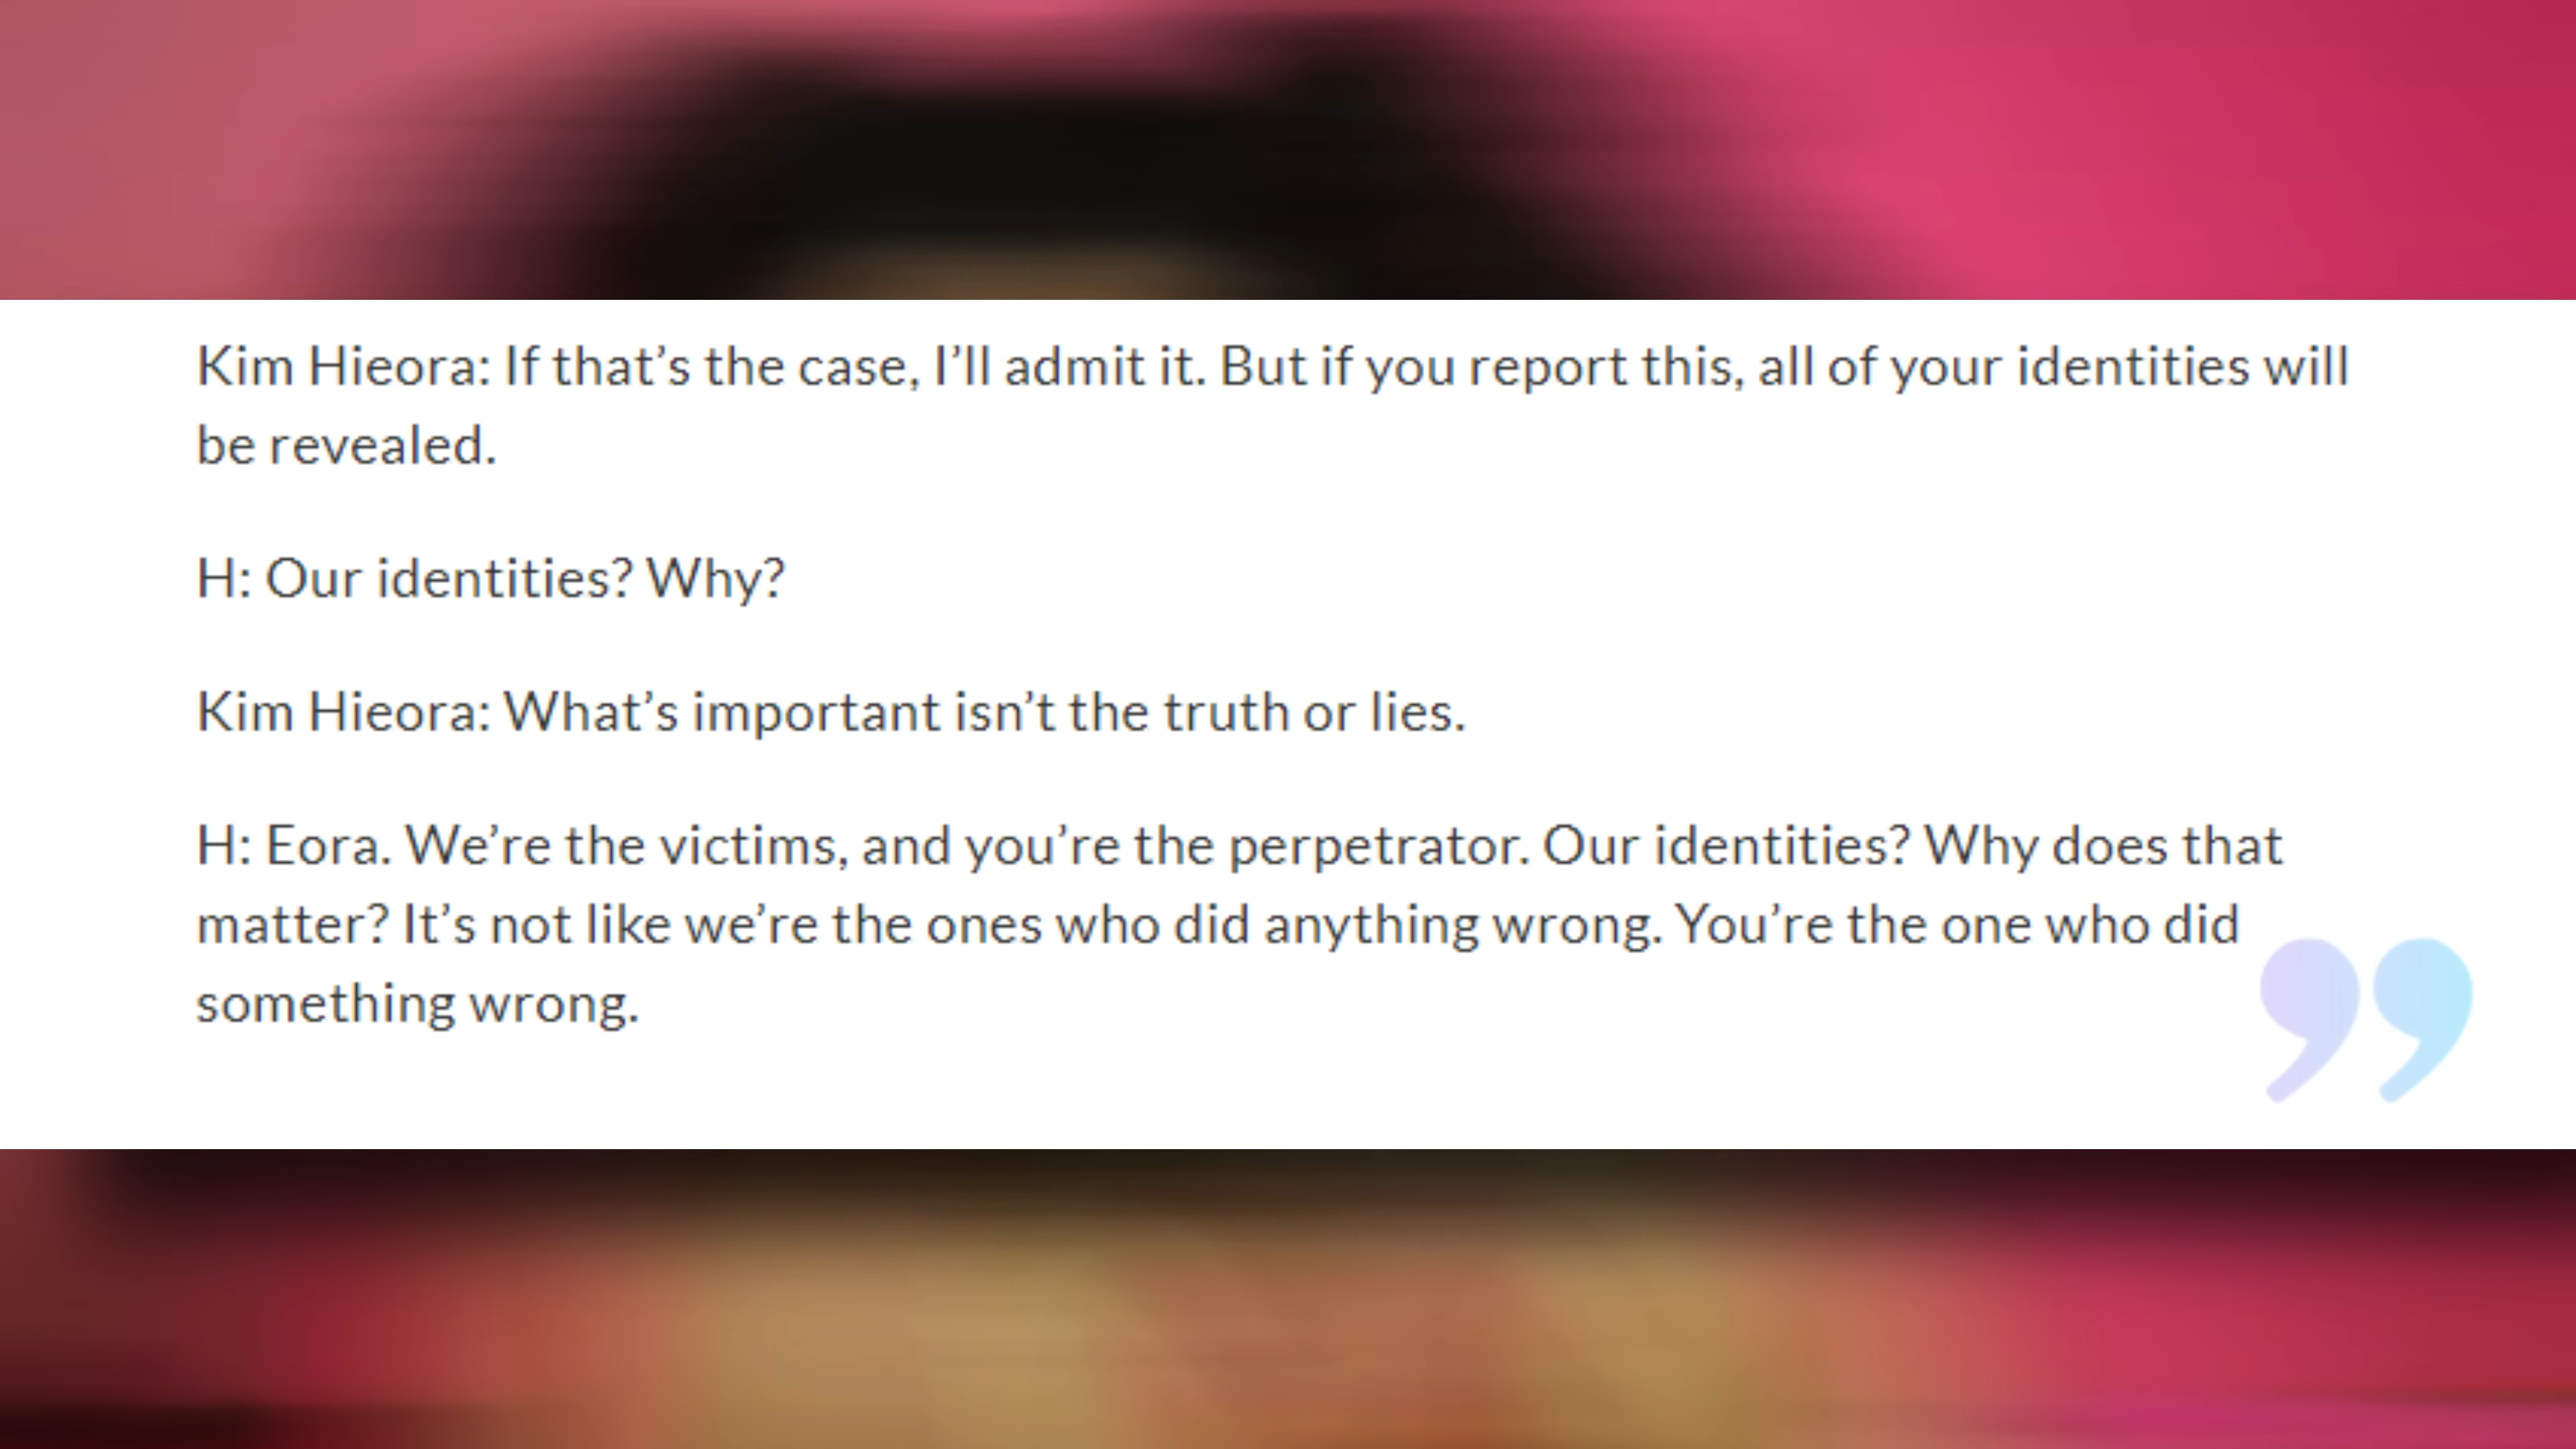 Kim Hieora: If that’s the case, I’ll admit it. But if you report this, all of your identities will
be revealed.
H: Our identities? Why?
Kim Hieora: What’s important isn’t the truth or lies.
H: Eora. We’re the victims, and you’re the perpetrator. Our identities? Why does that
matter? It’s not like we’re the ones who did anything wrong. You’re the one who did
something wrong.